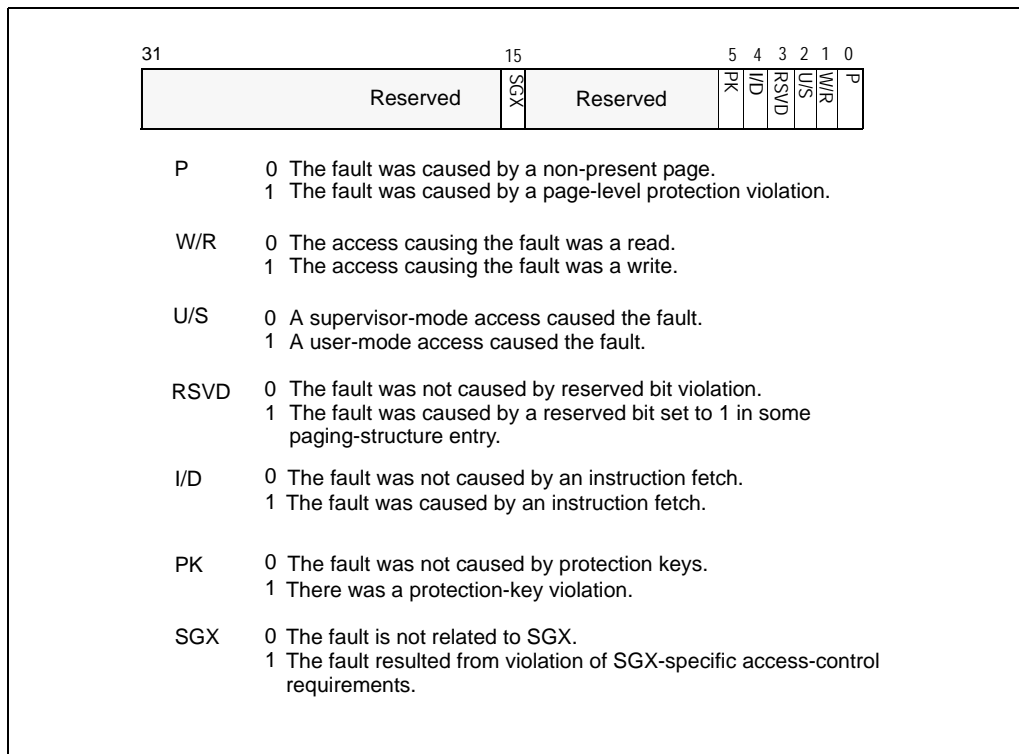 31 15 5 4 3 2 1 0
Reserved SGX Reserved PK I/D RSVD U/S W/R P
P 0 The fault was caused by a non-present page.
1 The fault was caused by a page-level protection violation.
W/R 0 The access causing the fault was a read.
1 The access causing the fault was a write.
U/S 0 A supervisor-mode access caused the fault.
1 A user-mode access caused the fault.
RSVD 0 The fault was not caused by reserved bit violation.
1 The fault was caused by a reserved bit set to 1 in some
paging-structure entry.
I/D 0 The fault was not caused by an instruction fetch.
1 The fault was caused by an instruction fetch.
PK 0 The fault was not caused by protection keys.
1 There was a protection-key violation.
SGX 0 The fault is not related to SGX.
1 The fault resulted from violation of SGX-specific access-control
requirements.